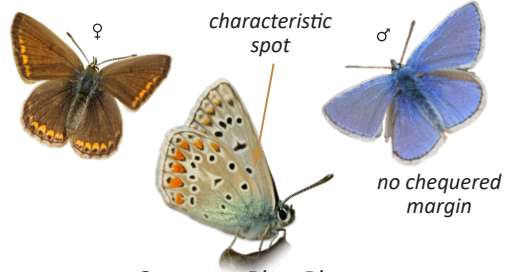 ♀
characteristic
spot
♂
no chequered
margin